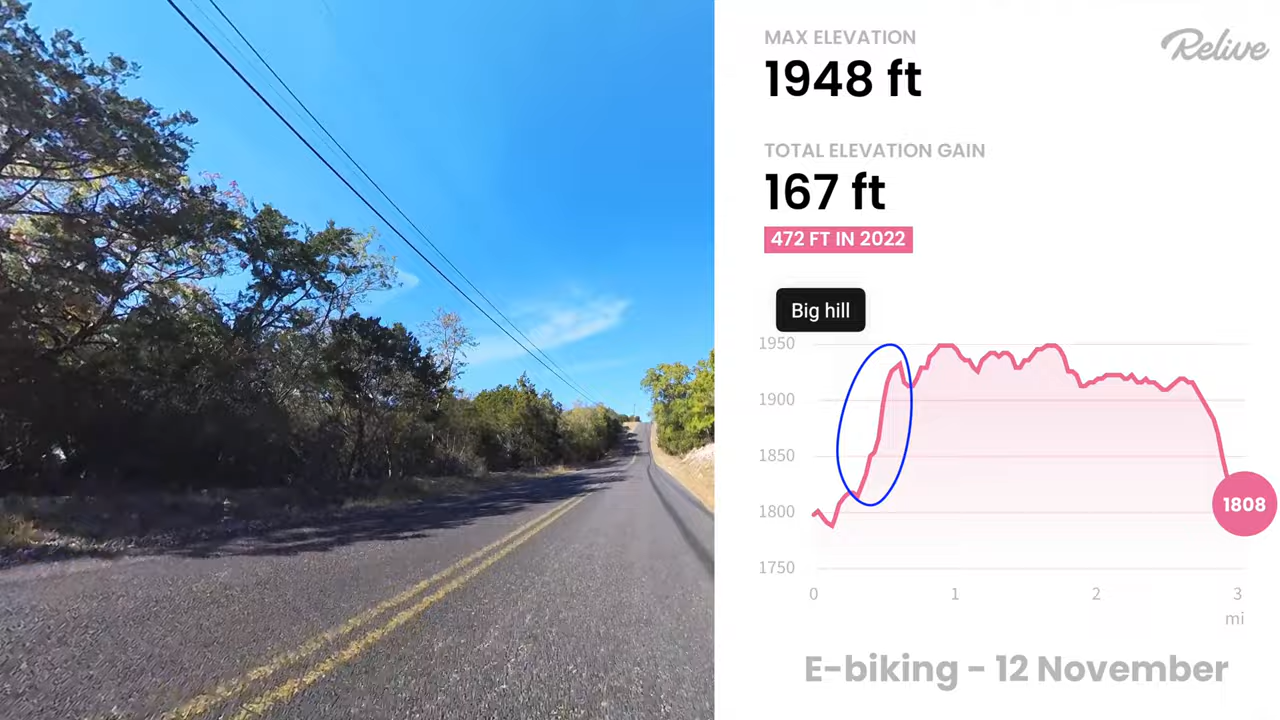 MAX ELEVATION
Relive
1948 ft
TOTAL ELEVATION GAIN
167 ft
472 FT IN 2022
Big hill
1950
1900
1850
1800
1808
1750
0 1 2 3
mi
E-biking - 12 November